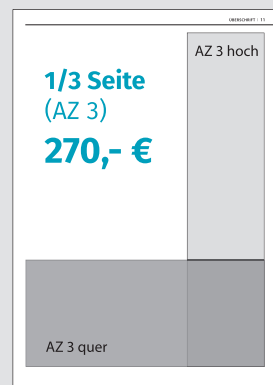 ÜBERSCHRIFT | 11
AZ 3 hoch
1/3 Seite
(AZ 3)
270,- €
AZ 3 quer